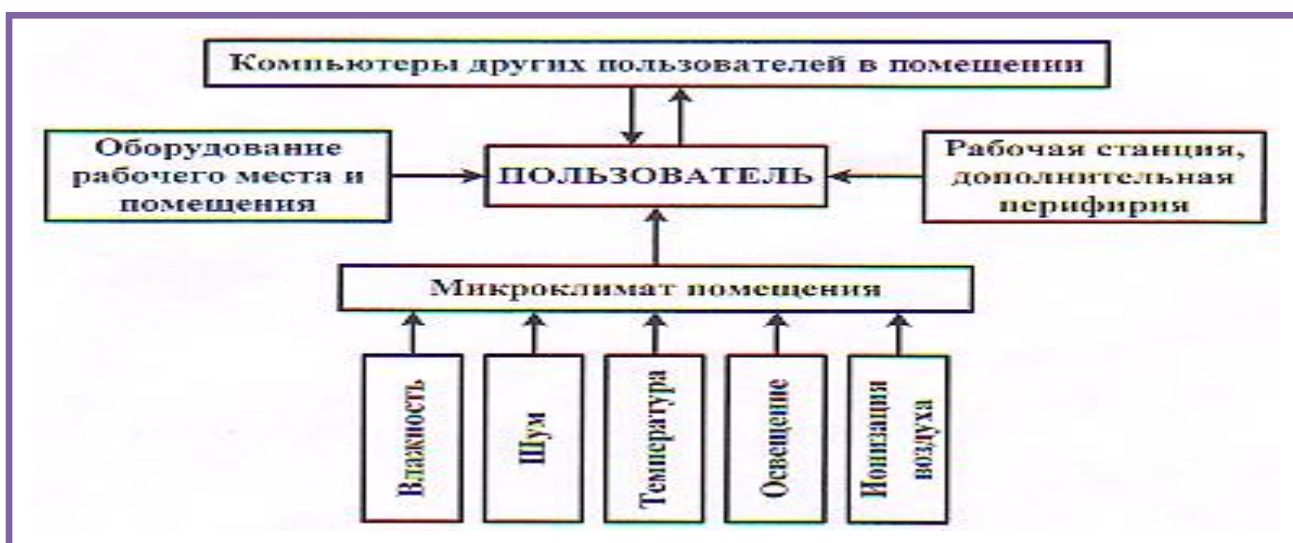 Компьютеры других пользователей в помещении
Оборудование
рабочего места и
помещения
ПОЛЬЗОВАТЕЛЬ
Рабочая станция,
дополнительная
перифирия
Микроклимат помещения
Влажность
Шум
Температура
Освещение
Ионизация
воздуха